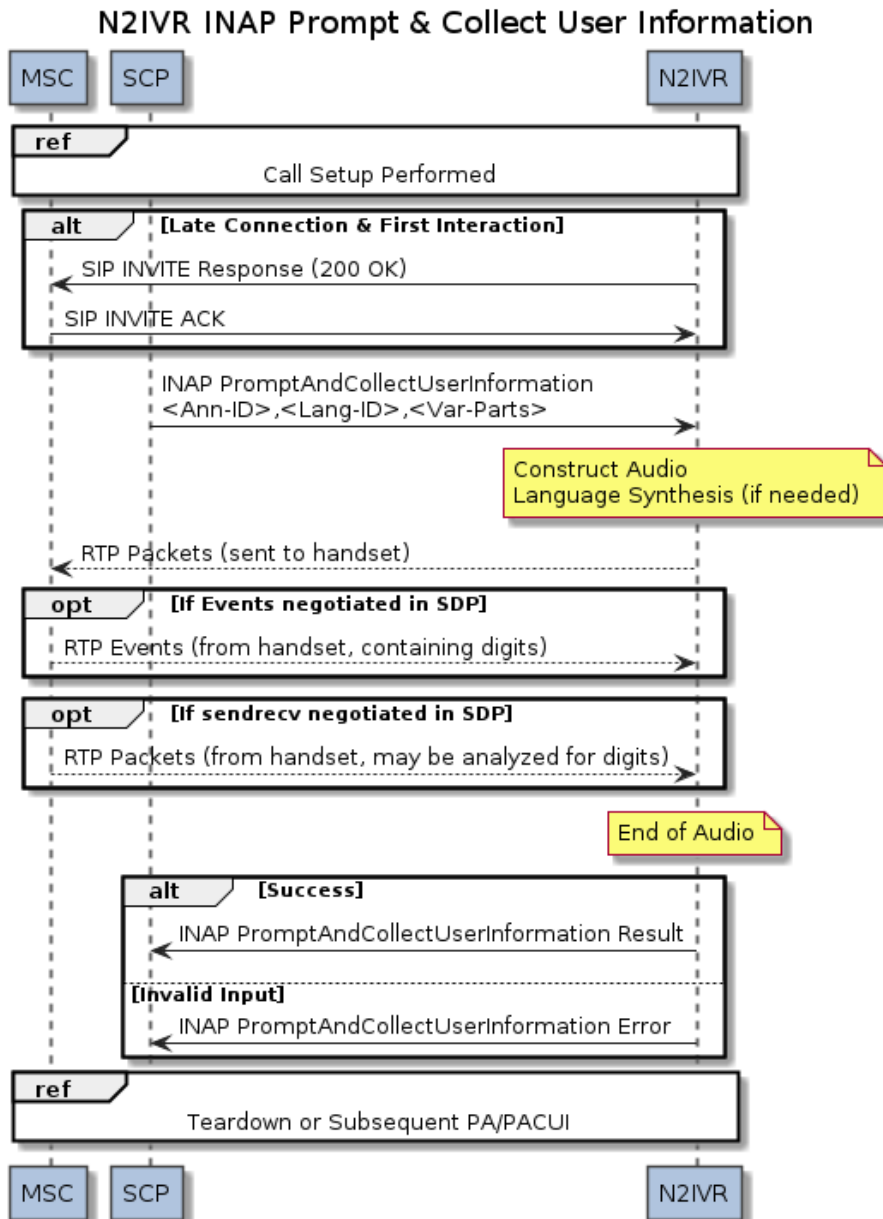 N2IVR INAP Prompt & Collect User Information
MSC
SCP
N2IVR
ref
Call Setup Performed
alt
[Late Connection & First Interaction]
SIP INVITE Response (200 OK)
SIP INVITE ACK
INAP PromptAndCollectUserInformation
<Ann-ID>,<Lang-ID>,<Var-Parts>
Construct Audio
Language Synthesis (if needed)
RTP Packets (sent to handset)
opt
[If Events negotiated in SDP]
RTP Events (from handset, containing digits)
opt
[If sendrecv negotiated in SDP]
RTP Packets (from handset, may be analyzed for digits)
End of Audio
alt
[Success]
INAP PromptAndCollectUserInformation Result
[Invalid Input]
INAP PromptAndCollectUserInformation Error
ref
Teardown or Subsequent PA/PACUI
MSC
SCP
N2IVR